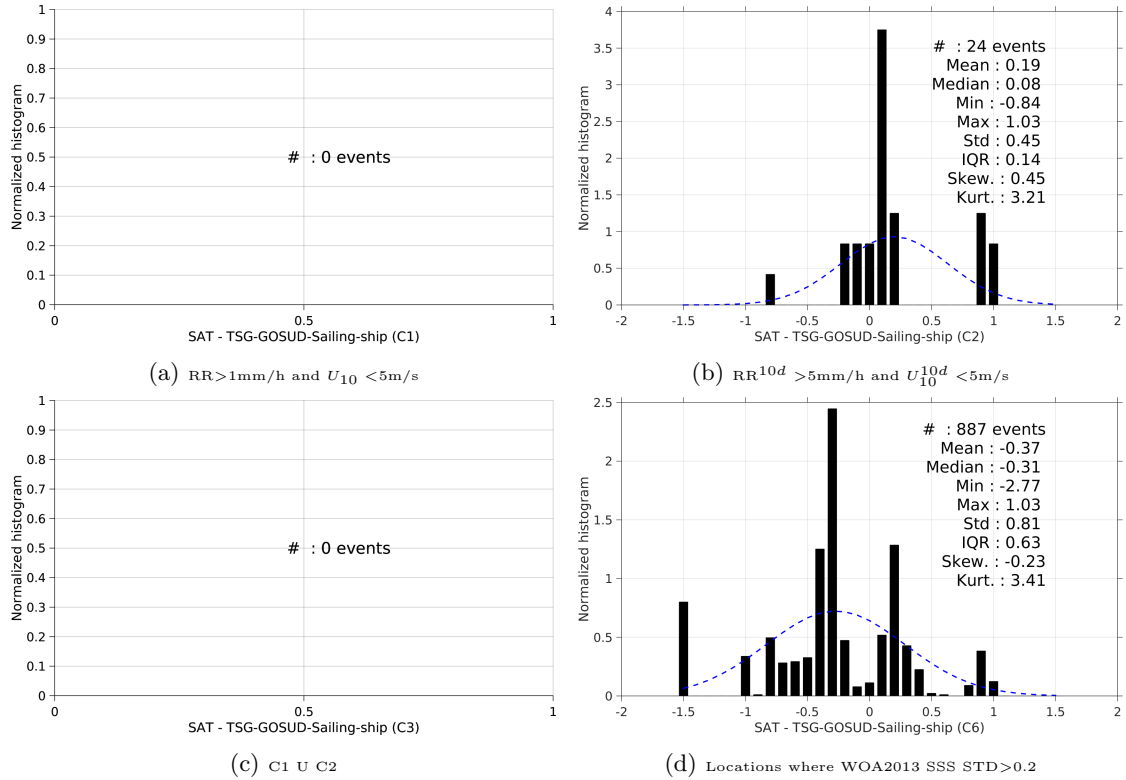 1
0.9
0.8
0.7
0.6
0.5
0.4
0.3
0.2
0.1
0
Normalized histogram
# : 0 events
0 0.5 1
SAT - TSG-GOSUD-Sailing-ship (C1)
(a) RR>1mm/h and U10 <5m/s
4
3.5
3
2.5
2
1.5
1
0.5
0
Normalized histogram
# : 24 events
Mean : 0.19
Median : 0.08
Min : -0.84
Max : 1.03
Std : 0.45
IQR : 0.14
Skew. : 0.45
Kurt. : 3.21
-2 -1.5 -1 -0.5 0 0.5 1 1.5 2
SAT - TSG-GOSUD-Sailing-ship (C2)
(b) RR^10d >5mm/h and U10^10d <5m/s
1
0.9
0.8
0.7
0.6
0.5
0.4
0.3
0.2
0.1
0
Normalized histogram
# : 0 events
0 0.5 1
SAT - TSG-GOSUD-Sailing-ship (C3)
(c) C1 U C2
2.5
2
1.5
1
0.5
0
Normalized histogram
# : 887 events
Mean : -0.37
Median : -0.31
Min : -2.77
Max : 1.03
Std : 0.81
IQR : 0.63
Skew. : -0.23
Kurt. : 3.41
-2 -1.5 -1 -0.5 0 0.5 1 1.5 2
SAT - TSG-GOSUD-Sailing-ship (C6)
(d) Locations where WOA2013 SSS STD>0.2